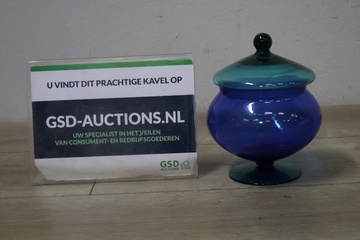 U VINDT DIT PRACHTIGE KAVEL OP
GSD-AUCTIONS.NL
UW SPECIALIST IN HET VEILEN
VAN CONSUMENT- EN BEDRIJFSGOEDEREN
GSD